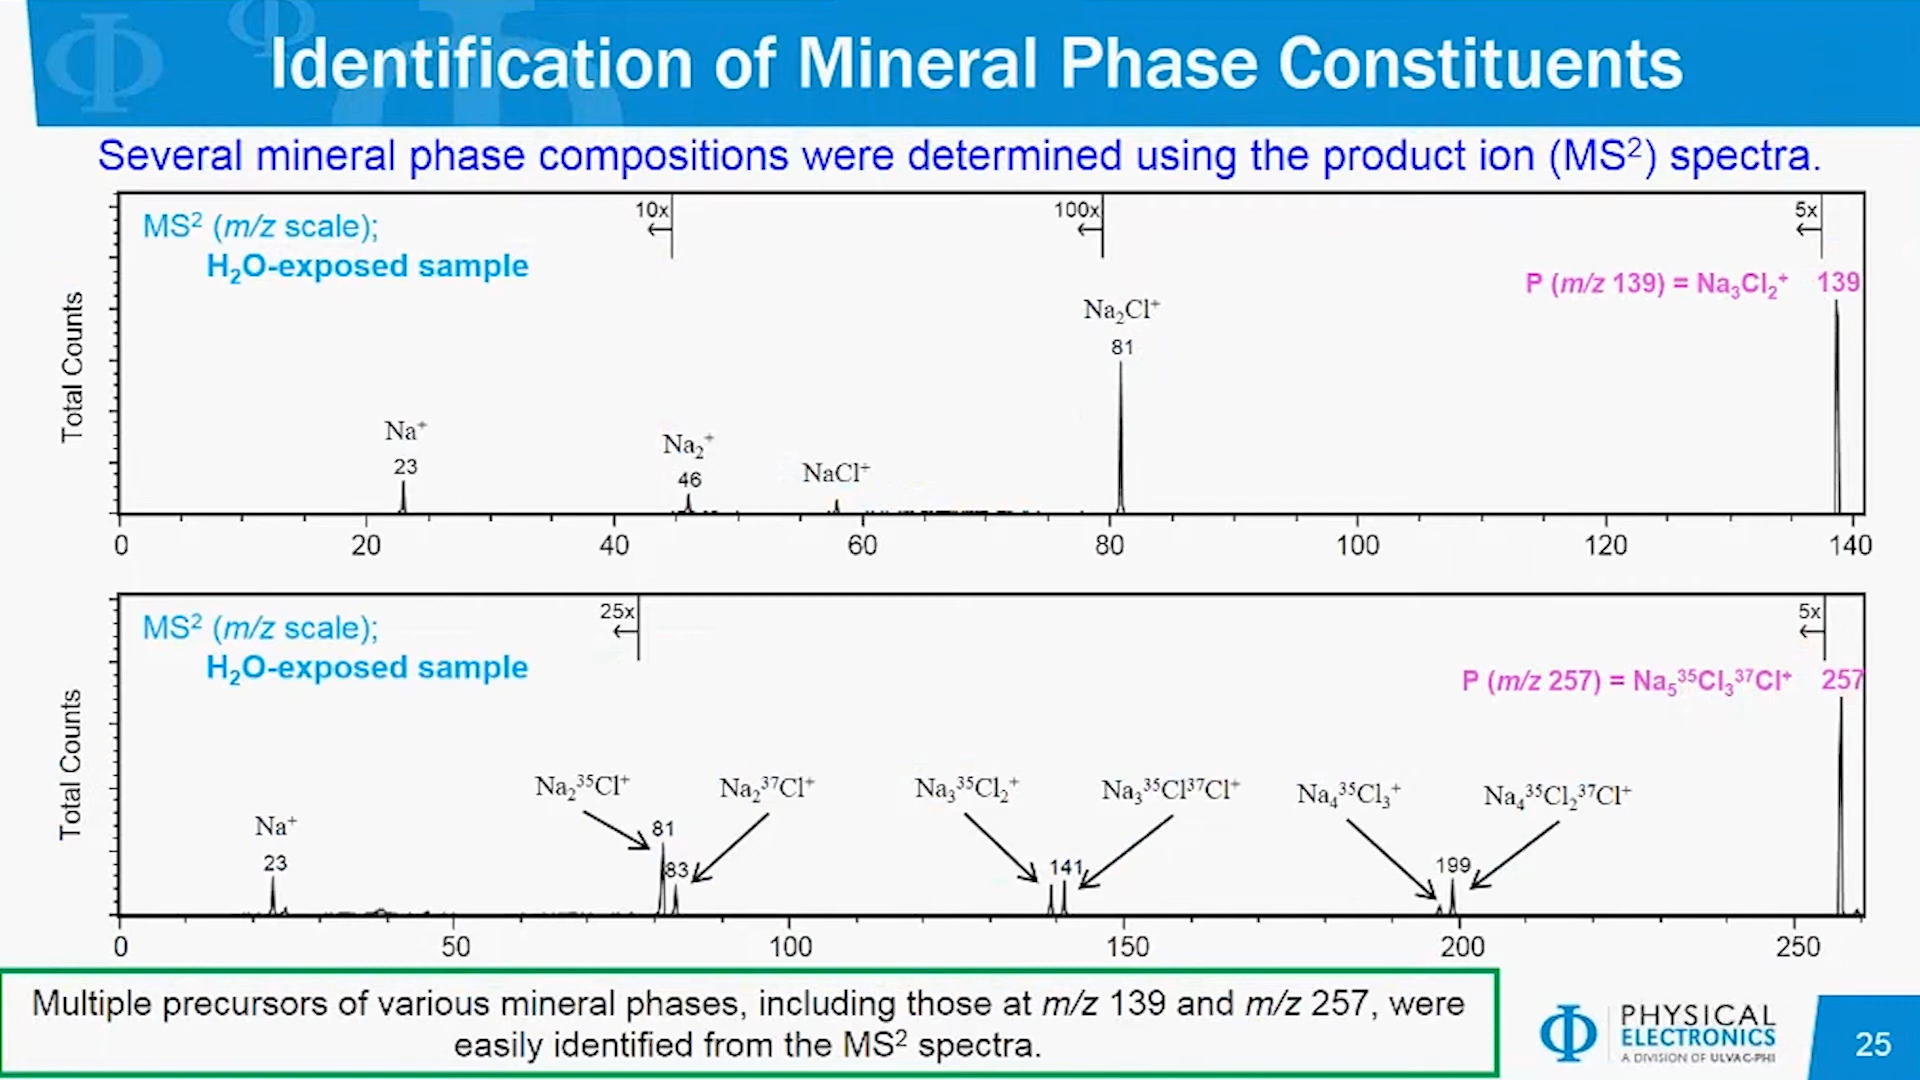 Identification of Mineral Phase Constituents
Several mineral phase compositions were determined using the product ion (MS²) spectra.
MS² (m/z scale);
H₂O-exposed sample
10x
100x
5x
P (m/z 139) = Na₃Cl₂⁺ 139
Na₂Cl⁺
81
Na⁺
23
Na₂⁺
46
NaCl⁺
Total Counts
0 20 40 60 80 100 120 140
MS² (m/z scale);
H₂O-exposed sample
25x
5x
P (m/z 257) = Na₅³⁵Cl₃³⁷Cl⁺ 257
Na₂³⁵Cl⁺ Na₂³⁷Cl⁺ Na₃³⁵Cl₂⁺ Na₃³⁵Cl³⁷Cl⁺ Na₄³⁵Cl₃⁺ Na₄³⁵Cl₂³⁷Cl⁺
Na⁺
23
81
83
141
199
Total Counts
0 50 100 150 200 250
Multiple precursors of various mineral phases, including those at m/z 139 and m/z 257, were
easily identified from the MS² spectra.
PHYSICAL
ELECTRONICS
A DIVISION OF ULVAC-PHI
25